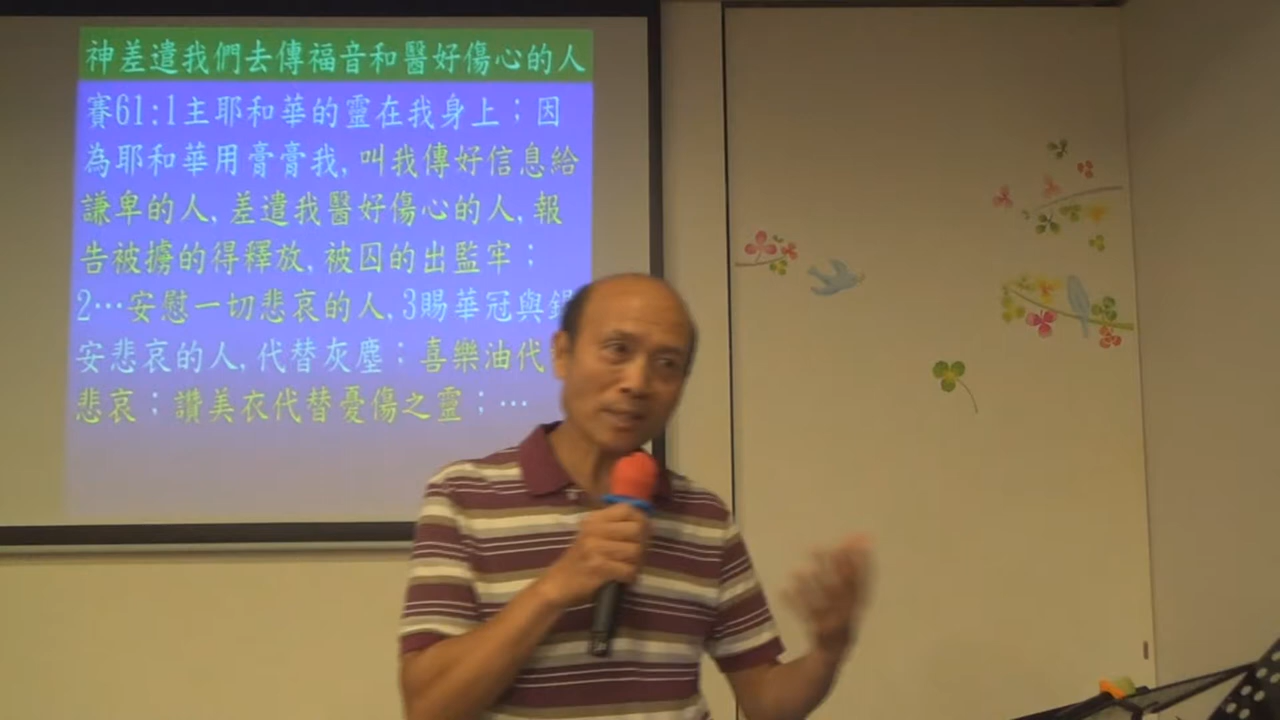 神差遣我們去傳福音和醫好傷心的人
賽61:1主耶和華的靈在我身上；因
為耶和華用膏膏我,叫我傳好信息給
謙卑的人,差遣我醫好傷心的人,報
告被擄的得釋放,被囚的出監牢；
2…安慰一切悲哀的人,3賜華冠與錫
安悲哀的人,代替灰塵；喜樂油代
悲哀；讚美衣代替憂傷之靈；…